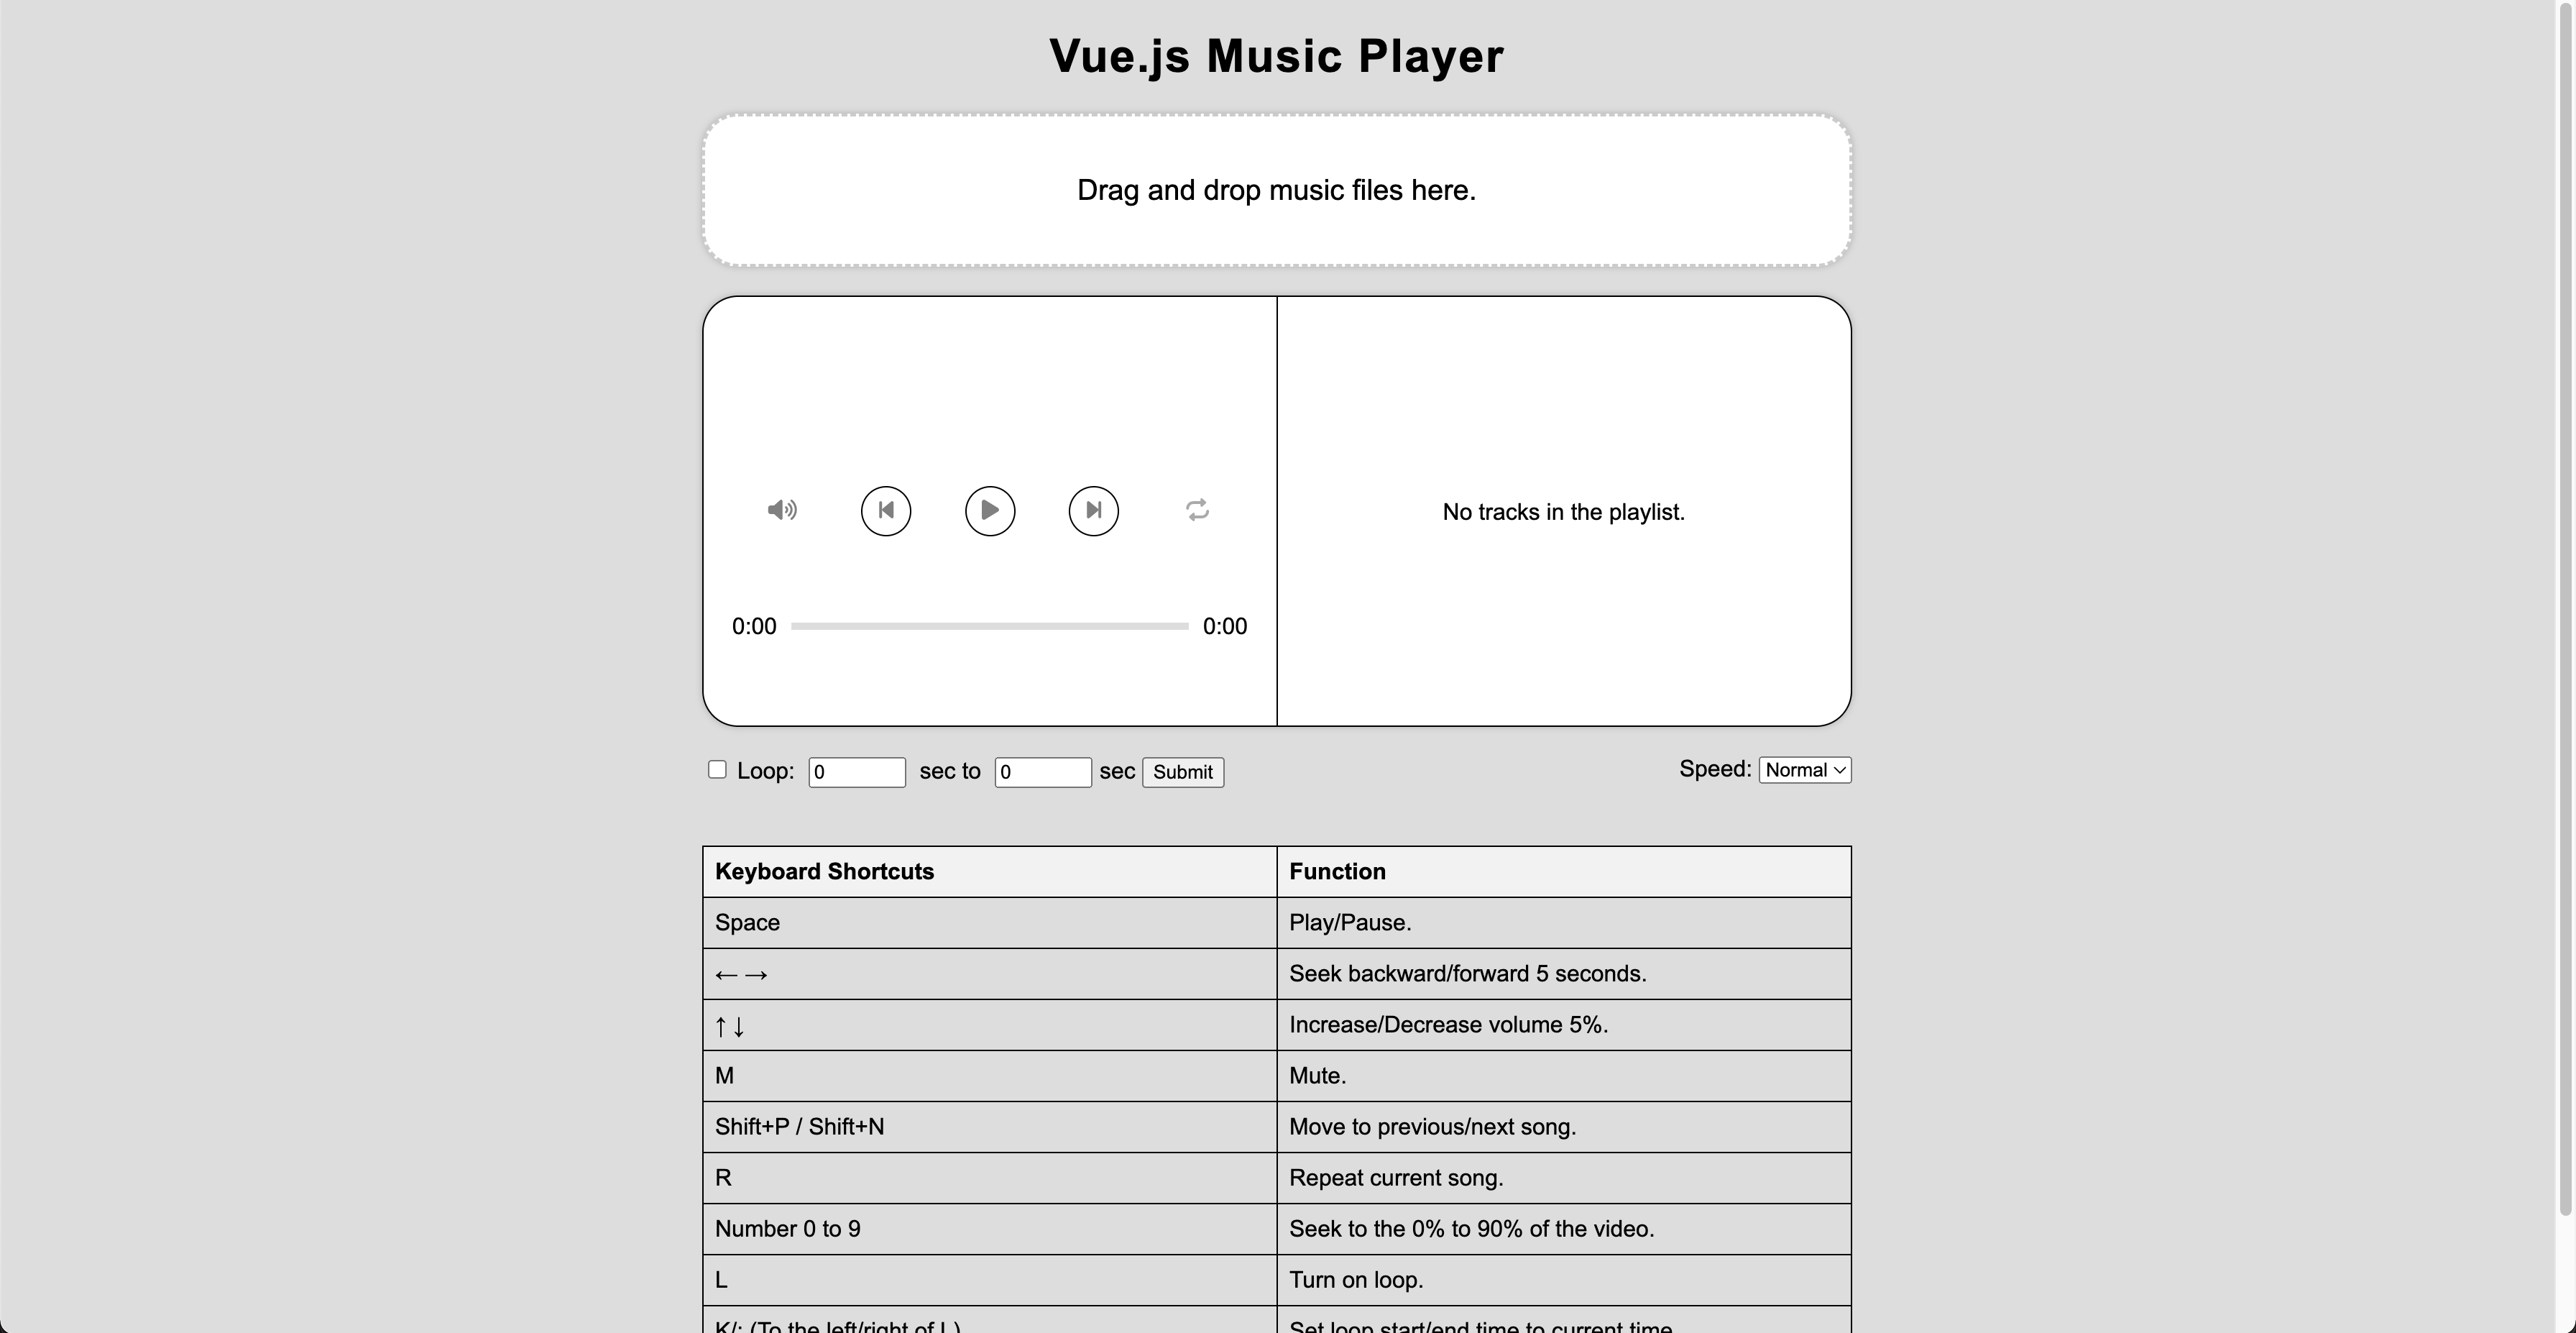 Vue.js Music Player
Drag and drop music files here.
No tracks in the playlist.
0:00 0:00
Loop: 0 sec to 0 sec Submit Speed: Normal
Keyboard Shortcuts Function
Space Play/Pause.
←→ Seek backward/forward 5 seconds.
↑↓ Increase/Decrease volume 5%.
M Mute.
Shift+P / Shift+N Move to previous/next song.
R Repeat current song.
Number 0 to 9 Seek to the 0% to 90% of the video.
L Turn on loop.
K/; (To the left/right of L) Set loop start/end time to current time